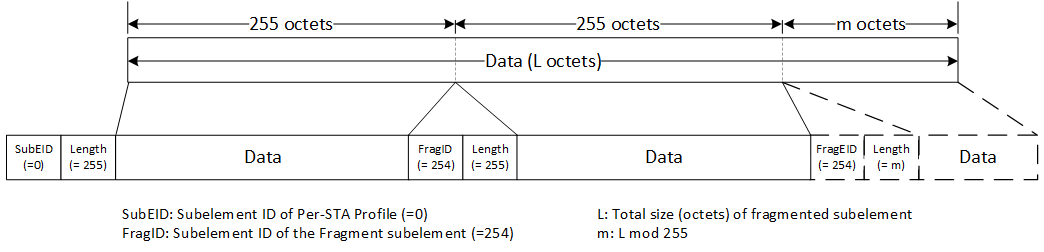 255 octets 255 octets m octets
Data (L octets)
SubEID Length Data FragID Length Data FragEID Length Data
(=0) (= 255) (= 254) (= 255) (= 254) (= m)
SubEID: Subelement ID of Per-STA Profile (=0) L: Total size (octets) of fragmented subelement
FragID: Subelement ID of the Fragment subelement (=254) m: L mod 255